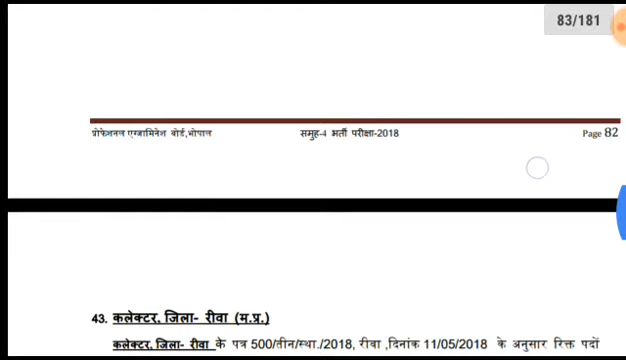 83/181
प्रोफेशनल एग्जामिनेशन बोर्ड,भोपाल समुह-4 भर्ती परीक्षा-2018 Page 82
43. कलेक्टर, जिला- रीवा (म.प्र.)
कलेक्टर, जिला- रीवा के पत्र 500/तीन/स्था./2018, रीवा ,दिनांक 11/05/2018 के अनुसार रिक्त पदों